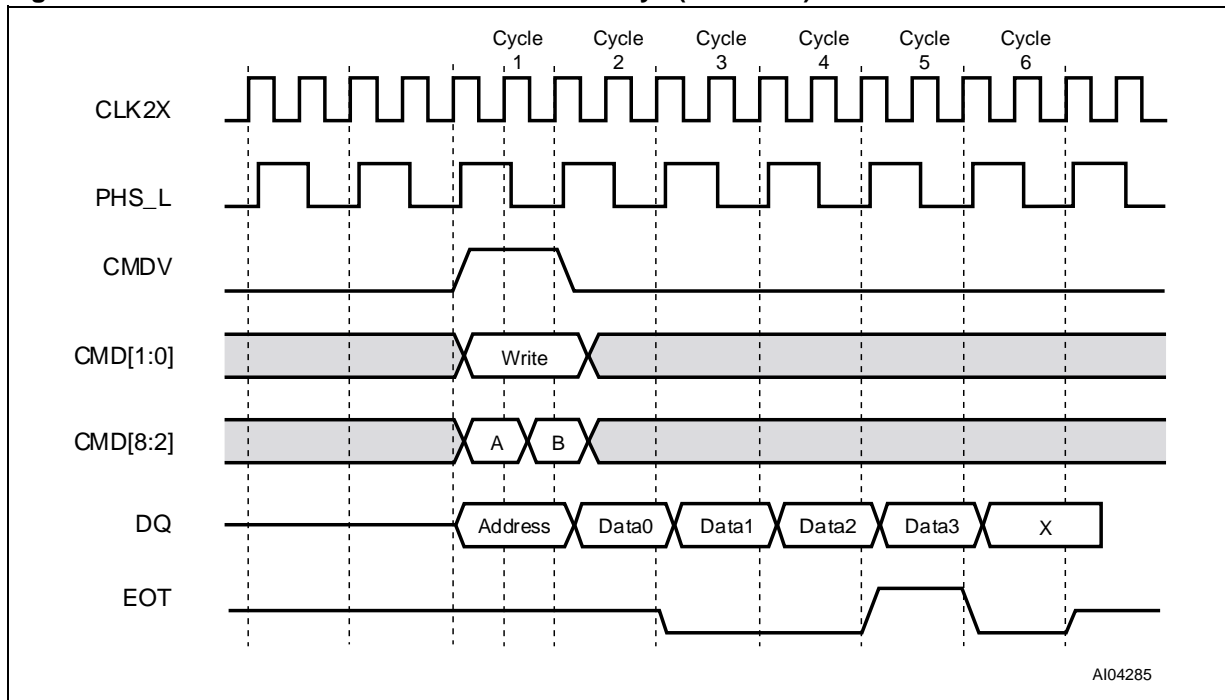 Cycle Cycle Cycle Cycle Cycle Cycle
1 2 3 4 5 6
CLK2X
PHS_L
CMDV
CMD[1:0] Write
CMD[8:2] A B
DQ Address Data0 Data1 Data2 Data3 X
EOT
AI04285